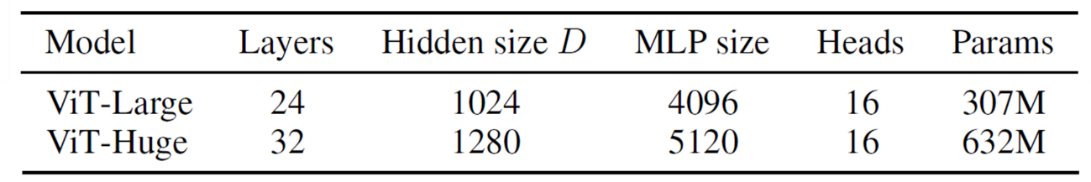 Model Layers Hidden size D MLP size Heads Params
ViT-Large 24 1024 4096 16 307M
ViT-Huge 32 1280 5120 16 632M